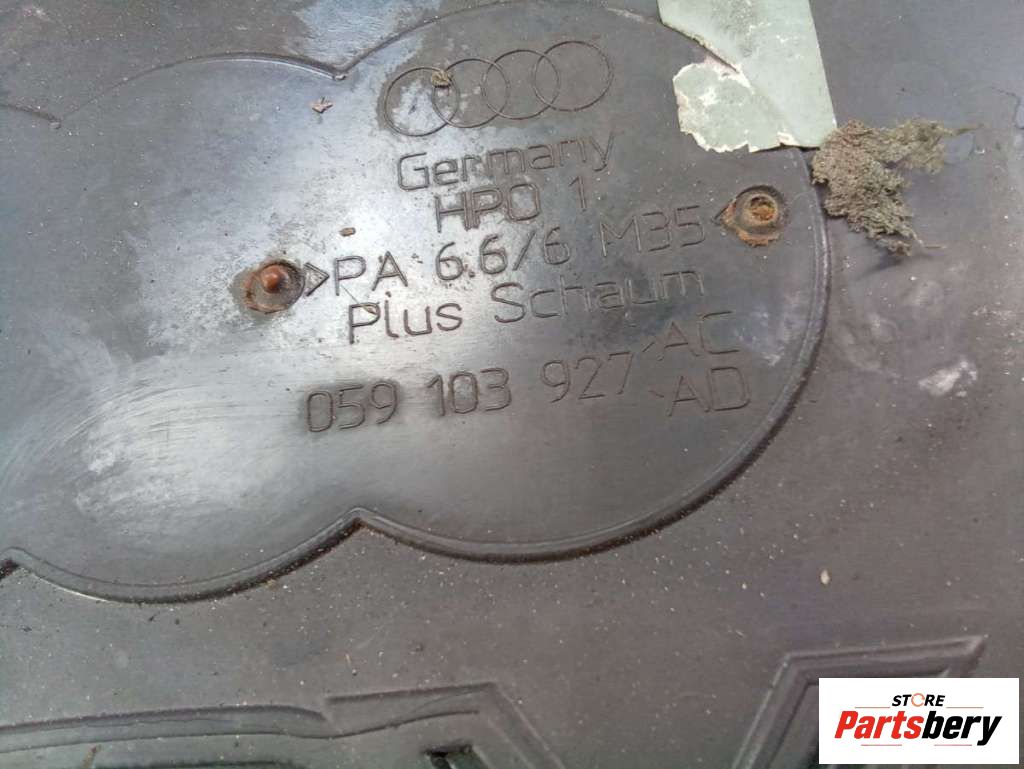 Germany
HPO 1
PA 6.6/6 M35
Plus Schaum
059 103 927 AC
AD
STORE
Partsbery